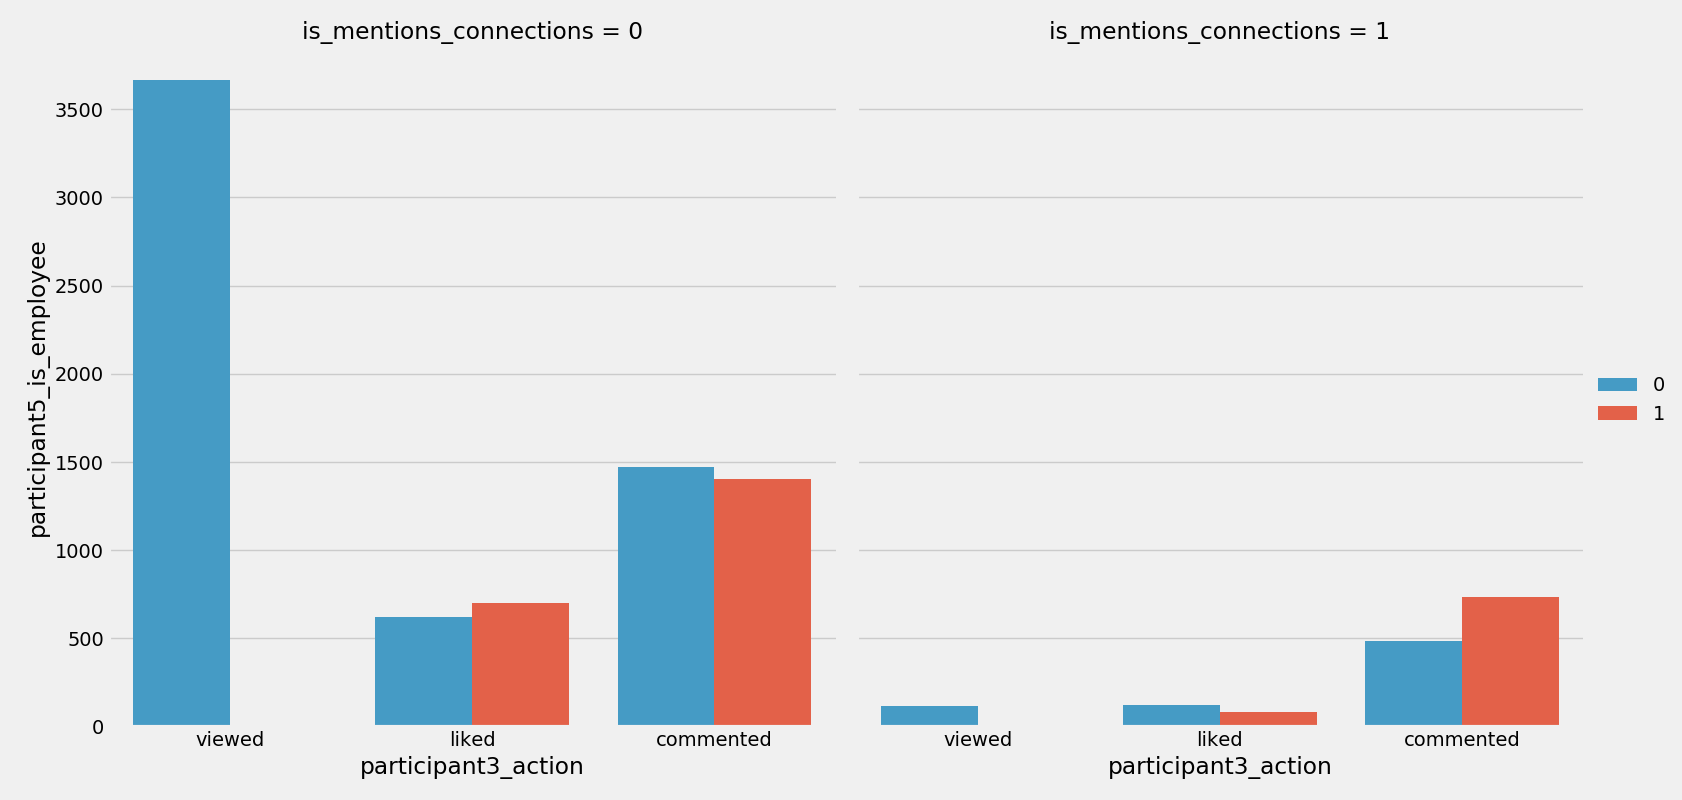 is_mentions_connections = 0
is_mentions_connections = 1
participant5_is_employee
3500
3000
2500
2000
1500
1000
500
0
viewed
liked
commented
viewed
liked
commented
participant3_action
participant3_action
0
1